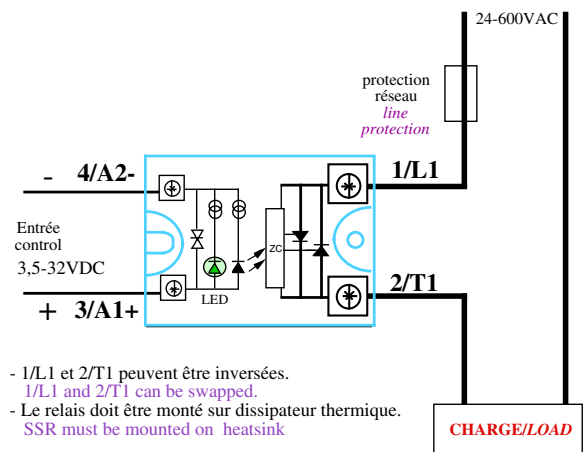 24-600VAC
protection
réseau
line
protection
- 4/A2-
1/L1
Entrée
control
3,5-32VDC
ZC
LED
+ 3/A1+
2/T1
- 1/L1 et 2/T1 peuvent être inversées.
1/L1 and 2/T1 can be swapped.
- Le relais doit être monté sur dissipateur thermique.
SSR must be mounted on heatsink
CHARGE/LOAD